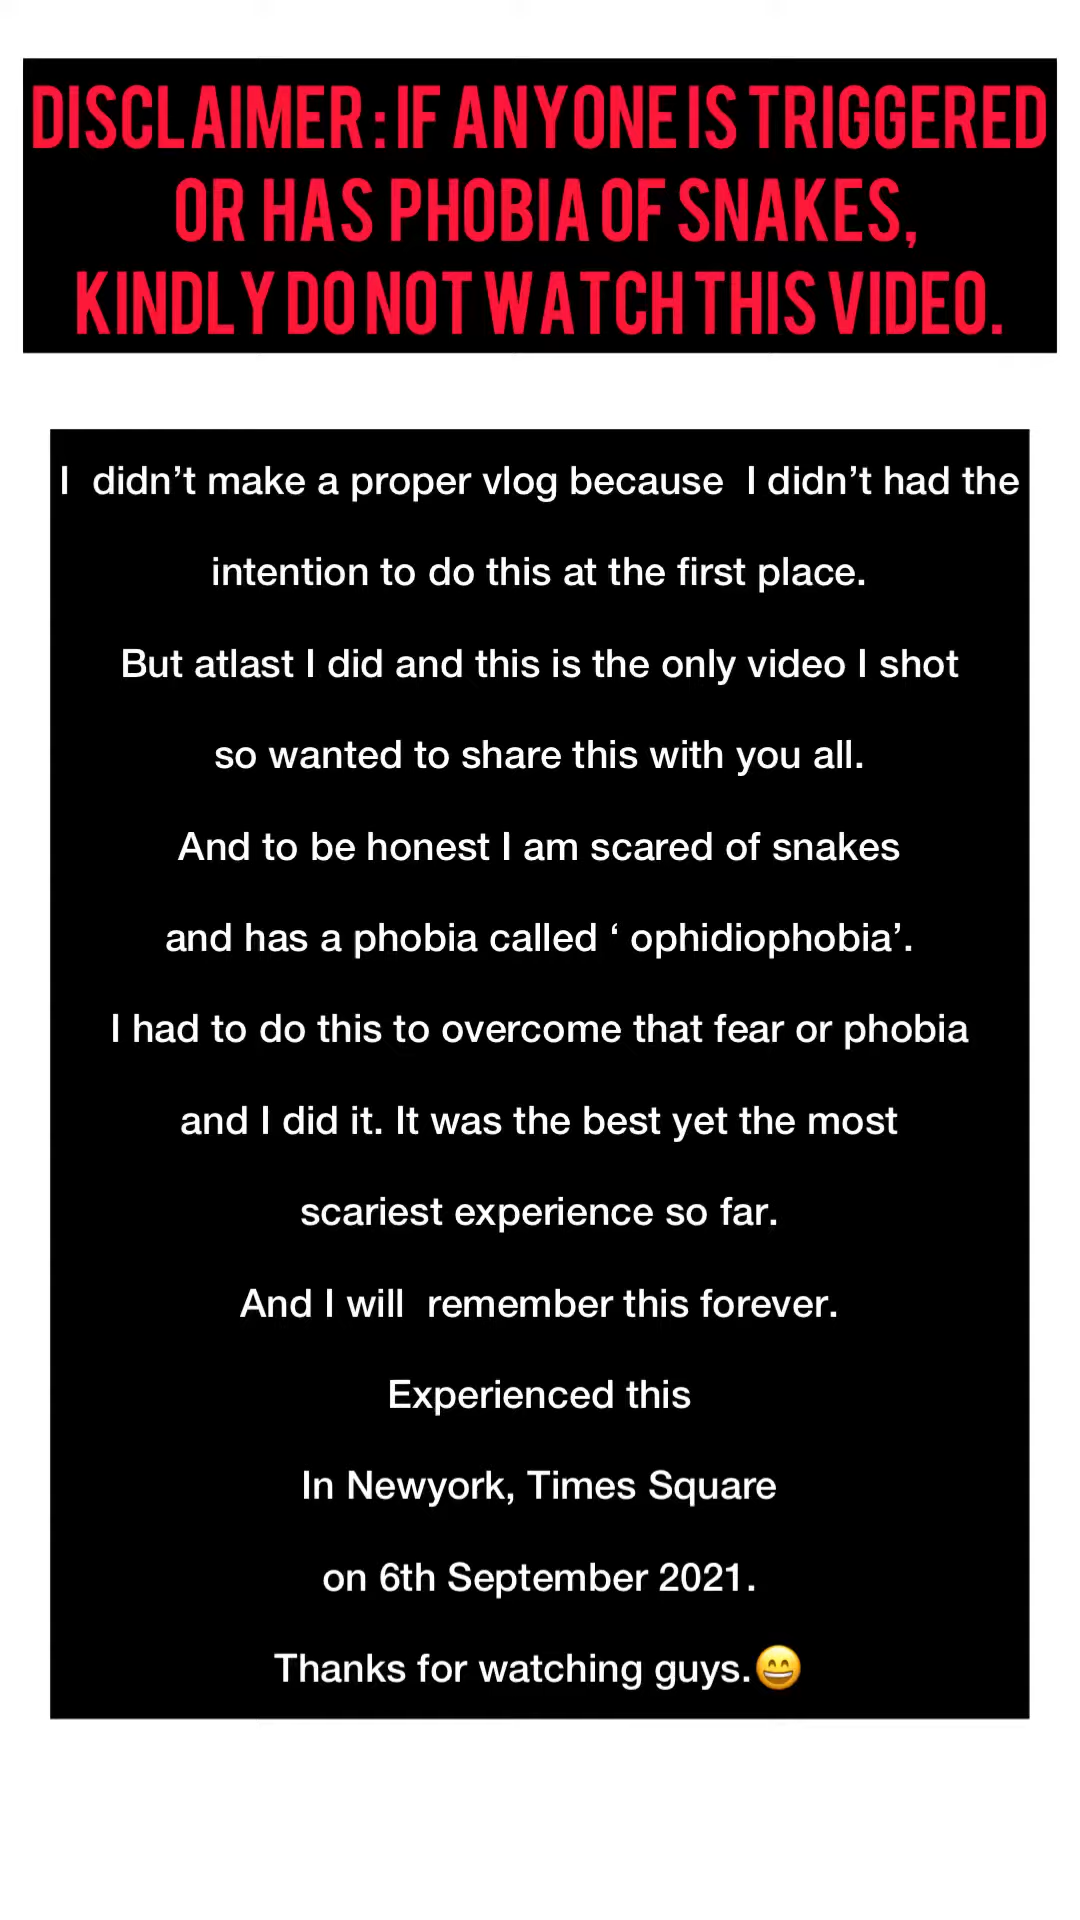 DISCLAIMER : IF ANYONE IS TRIGGERED
OR HAS PHOBIA OF SNAKES,
KINDLY DO NOT WATCH THIS VIDEO.
I didn’t make a proper vlog because I didn’t had the
intention to do this at the first place.
But atlast I did and this is the only video I shot
so wanted to share this with you all.
And to be honest I am scared of snakes
and has a phobia called ‘ ophidiophobia’.
I had to do this to overcome that fear or phobia
and I did it. It was the best yet the most
scariest experience so far.
And I will remember this forever.
Experienced this
In Newyork, Times Square
on 6th September 2021.
Thanks for watching guys.😄